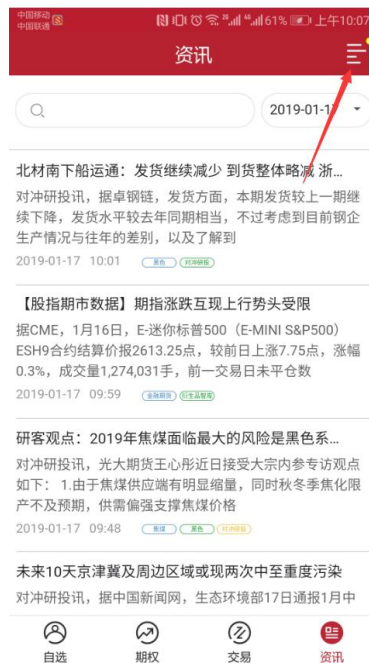 中国移动
中国联通
61% 上午10:07
资讯
2019-01-17
北材南下船运通：发货继续减少 到货整体略减 浙...
对冲研投讯，据卓钢链，发货方面，本期发货较上一期继
续下降，发货水平较去年同期相当，不过考虑到目前钢企
生产情况与往年的差别，以及了解到
2019-01-17 10:01 黑色 对冲研投
【股指期市数据】期指涨跌互现上行势头受限
据CME，1月16日，E-迷你标普500（E-MINI S&P500）
ESH9合约结算价报2613.25点，较前日上涨7.75点，涨幅
0.3%，成交量1,274,031手，前一交易日未平仓数
2019-01-17 09:59 金融期货 衍生品智库
研客观点：2019年焦煤面临最大的风险是黑色系...
对冲研投讯，光大期货王心彤近日接受大宗内参专访观点
如下： 1.由于焦煤供应端有明显缩量，同时秋冬季焦化限
产不及预期，供需偏强支撑焦煤价格
2019-01-17 09:48 焦煤 黑色 对冲研投
未来10天京津冀及周边区域或现两次中至重度污染
对冲研投讯，据中国新闻网，生态环境部17日通报1月中
自选 期权 交易 资讯